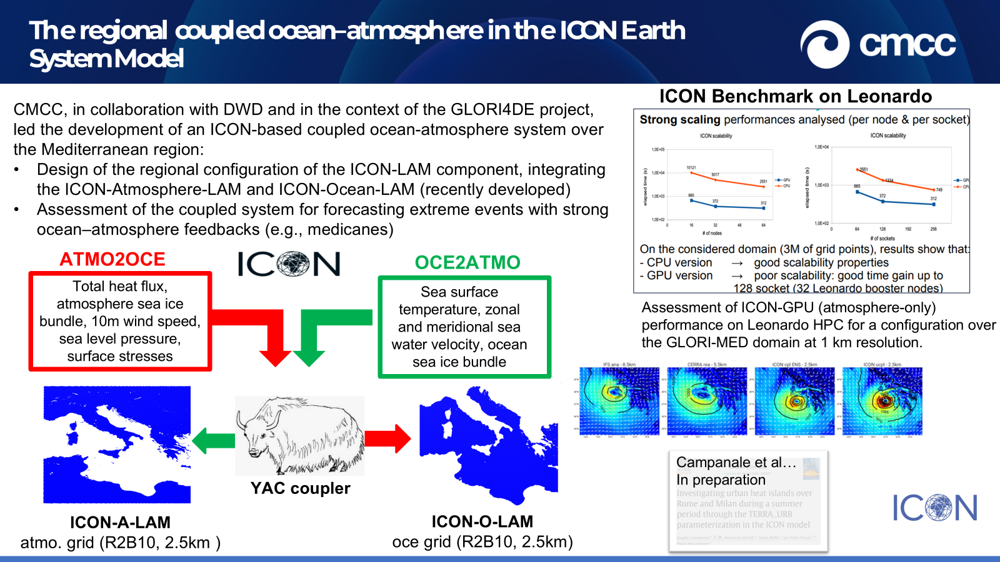 The regional coupled ocean–atmosphere in the ICON Earth
System Model
cmcc
CMCC, in collaboration with DWD and in the context of the GLORI4DE project,
led the development of an ICON-based coupled ocean-atmosphere system over
the Mediterranean region:
• Design of the regional configuration of the ICON-LAM component, integrating
the ICON-Atmosphere-LAM and ICON-Ocean-LAM (recently developed)
• Assessment of the coupled system for forecasting extreme events with strong
ocean–atmosphere feedbacks (e.g., medicanes)
ATMO2OCE
Total heat flux,
atmosphere sea ice
bundle, 10m wind speed,
sea level pressure,
surface stresses
ICON
OCE2ATMO
Sea surface
temperature, zonal
and meridional sea
water velocity, ocean
sea ice bundle
YAC coupler
ICON-A-LAM
atmo. grid (R2B10, 2.5km )
ICON-O-LAM
oce grid (R2B10, 2.5km)
ICON Benchmark on Leonardo
Strong scaling performances analysed (per node & per socket)
ICON scalability
1,0E+05
1,0E+04
1,0E+03
1,0E+02
elapsed time (s)
10121
5017
2551
665
372
312
0 16 32 48 64
# of nodes
GPU
CPU
ICON scalability
1,0E+04
1,0E+03
1,0E+02
elapsed time (s)
2551
1334
749
665
372
312
0 64 128 192 256
# of sockets
GPU
CPU
On the considered domain (3M of grid points), results show that:
- CPU version → good scalability properties
- GPU version → poor scalability: good time gain up to
128 socket (32 Leonardo booster nodes)
Assessment of ICON-GPU (atmosphere-only)
performance on Leonardo HPC for a configuration over
the GLORI-MED domain at 1 km resolution.
IFS ana - 8.5km
CERRA rea - 5.5km
ICON cpl ENS - 2.5km
ICON ucpl - 2.5km
Campanale et al…
In preparation
Investigating urban heat islands over
Rome and Milan during a summer
period through the TERRA_URB
parameterization in the ICON model
ICON